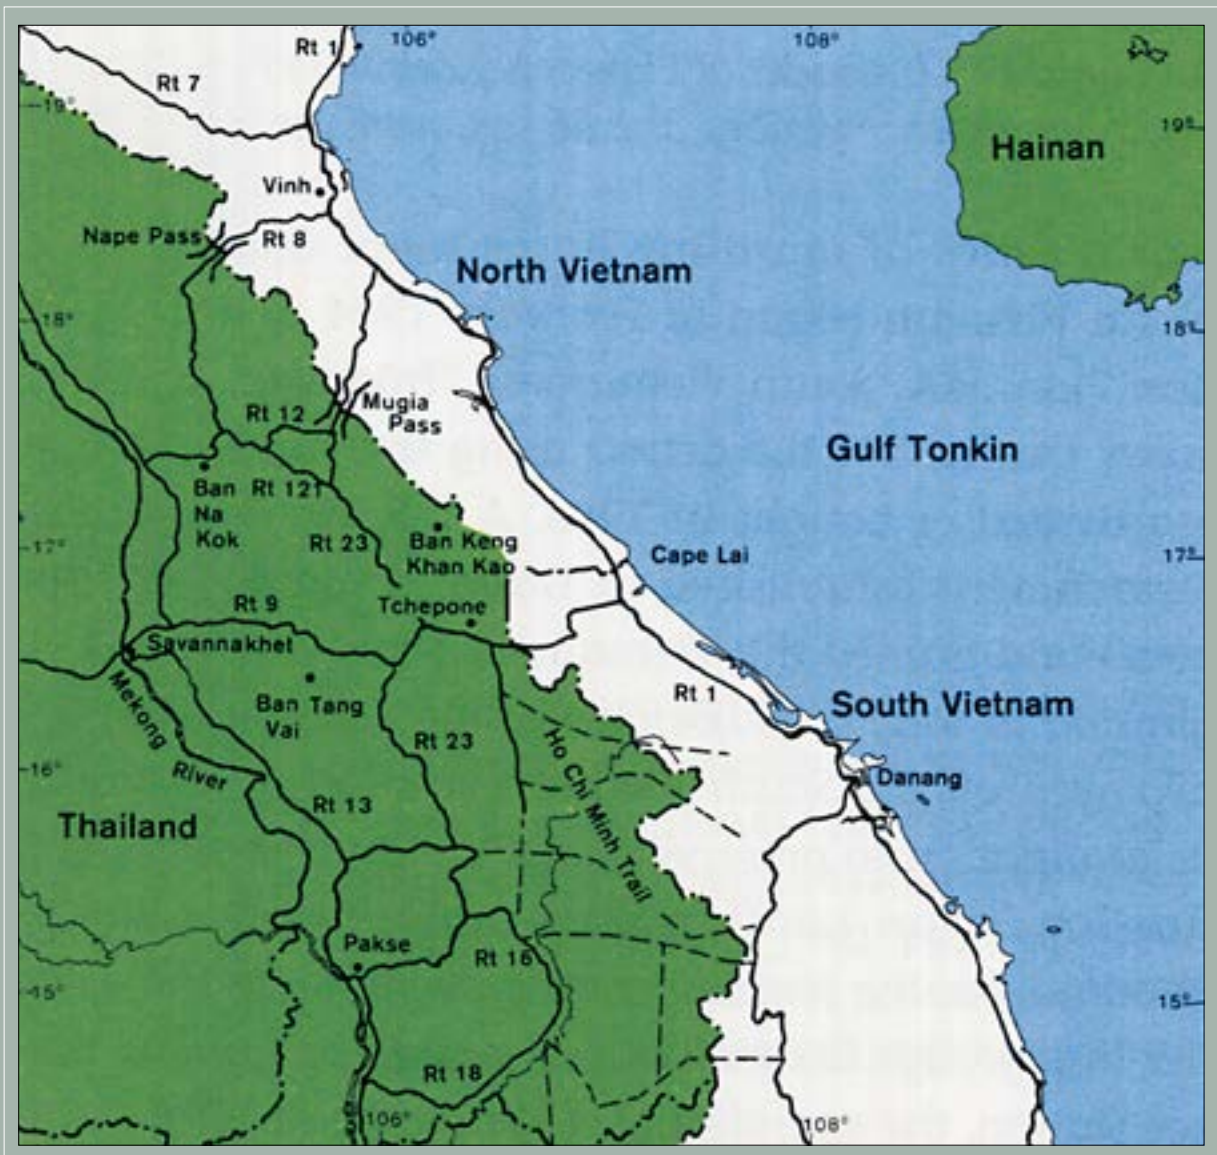 Rt 1
106°
108°
Rt 7
19°
19°
Hainan
Vinh
Nape Pass
Rt 8
North Vietnam
18°
18°
Rt 12
Mugia
Pass
Gulf Tonkin
Ban
Na
Kok
Rt 121
17°
Rt 23
Ban Keng
Khan Kao
Cape Lai
17°
Rt 9
Tchepone
Savannakhet
Mekong
River
Ban Tang
Vai
Rt 1
South Vietnam
Rt 23
Ho Chi Minh Trail
16°
Danang
Rt 13
Thailand
Pakse
Rt 16
15°
15°
Rt 18
106°
108°